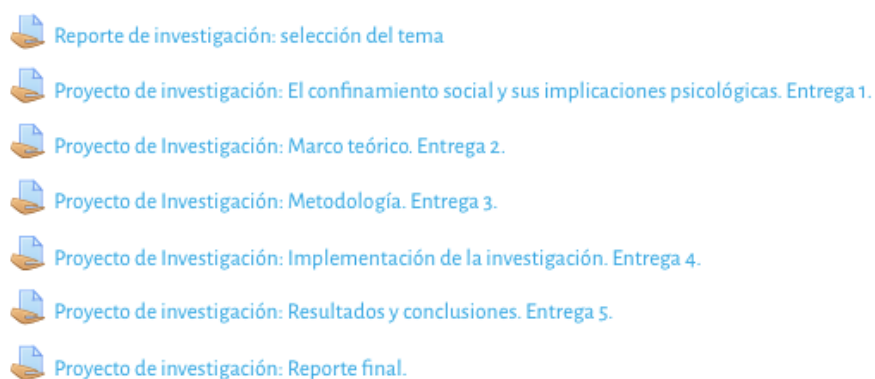 Reporte de investigación: selección del tema
Proyecto de investigación: El confinamiento social y sus implicaciones psicológicas. Entrega 1.
Proyecto de Investigación: Marco teórico. Entrega 2.
Proyecto de Investigación: Metodología. Entrega 3.
Proyecto de Investigación: Implementación de la investigación. Entrega 4.
Proyecto de investigación: Resultados y conclusiones. Entrega 5.
Proyecto de investigación: Reporte final.